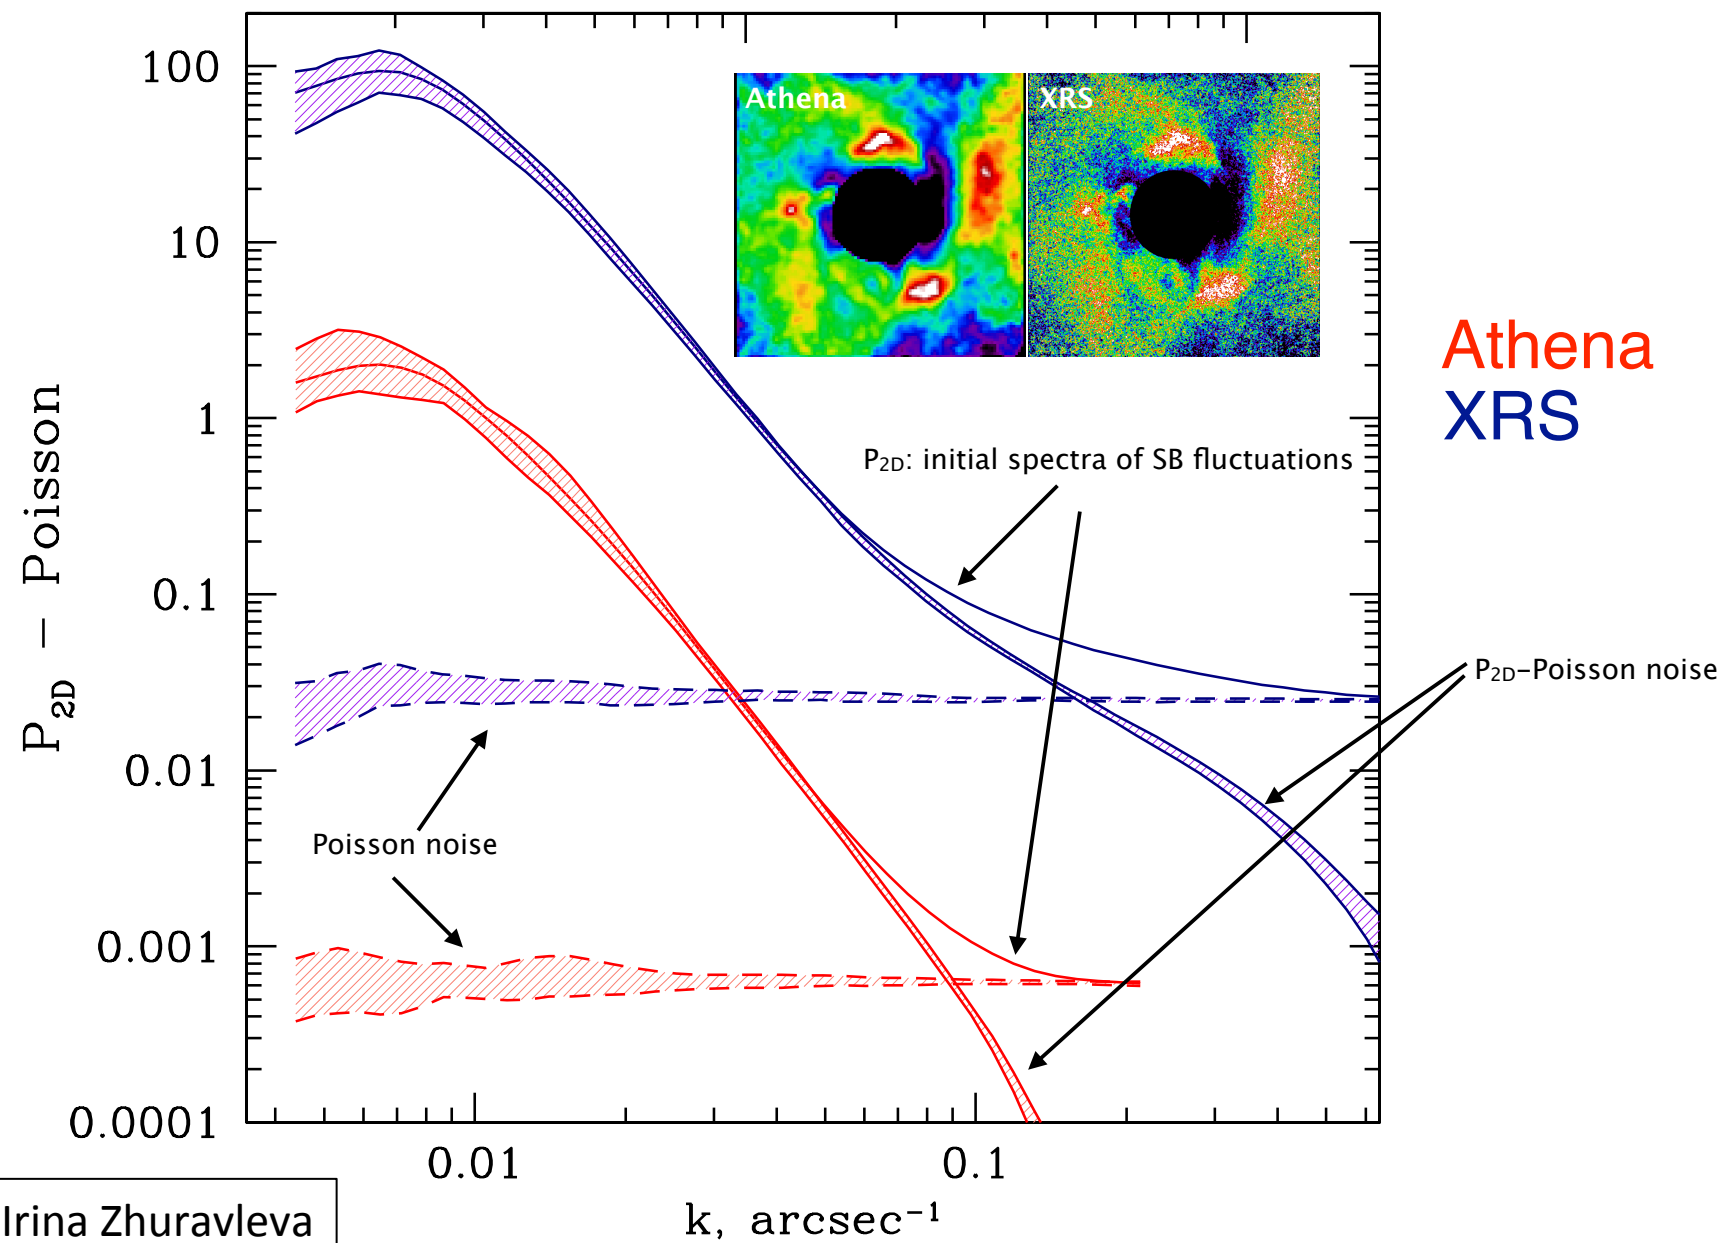 100
10
1
0.1
0.01
0.001
0.0001
P2D − Poisson
Athena
XRS
P2D: initial spectra of SB fluctuations
Poisson noise
P2D−Poisson noise
Athena
XRS
0.01
0.1
k, arcsec⁻¹
Irina Zhuravleva